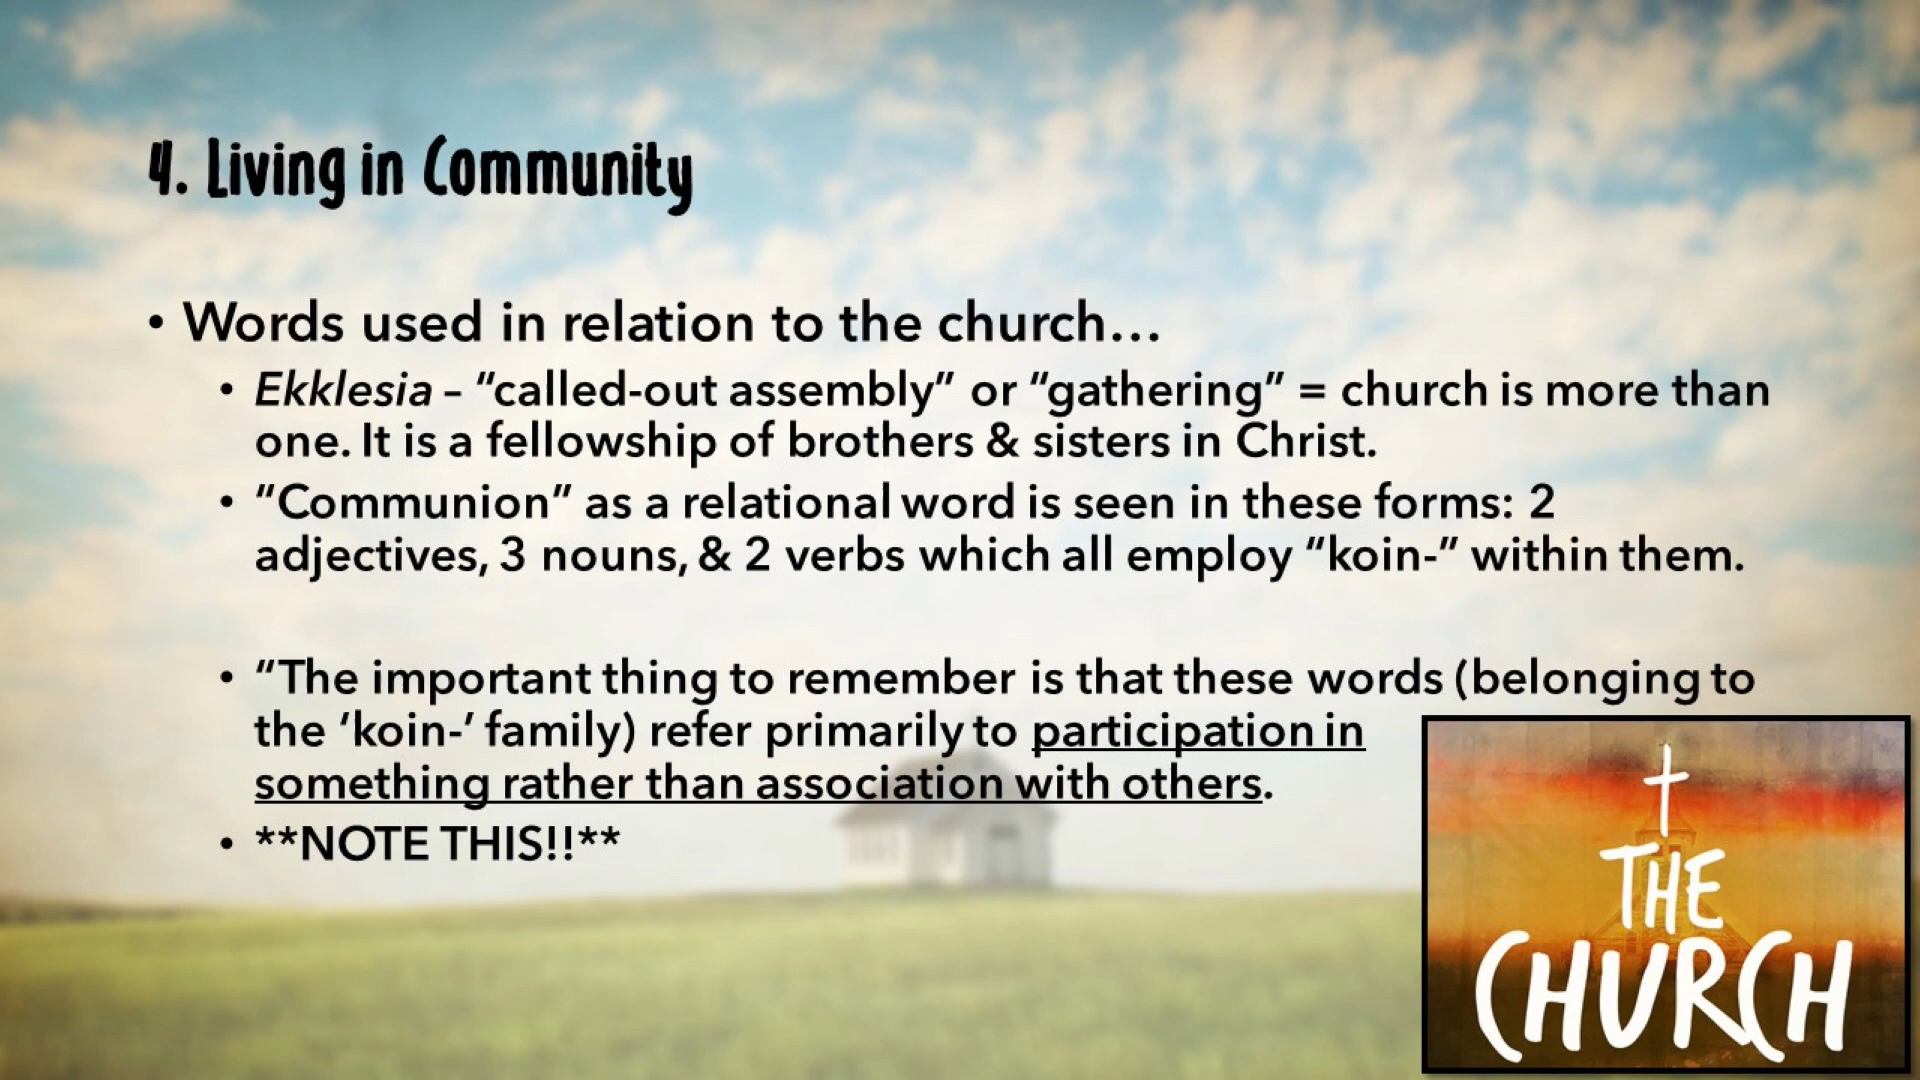 4. Living in Community
• Words used in relation to the church...
• Ekklesia – “called-out assembly” or “gathering” = church is more than
one. It is a fellowship of brothers & sisters in Christ.
• “Communion” as a relational word is seen in these forms: 2
adjectives, 3 nouns, & 2 verbs which all employ “koin-” within them.
• “The important thing to remember is that these words (belonging to
the ‘koin-’ family) refer primarily to participation in
something rather than association with others.
• **NOTE THIS!!**
THE
CHURCH